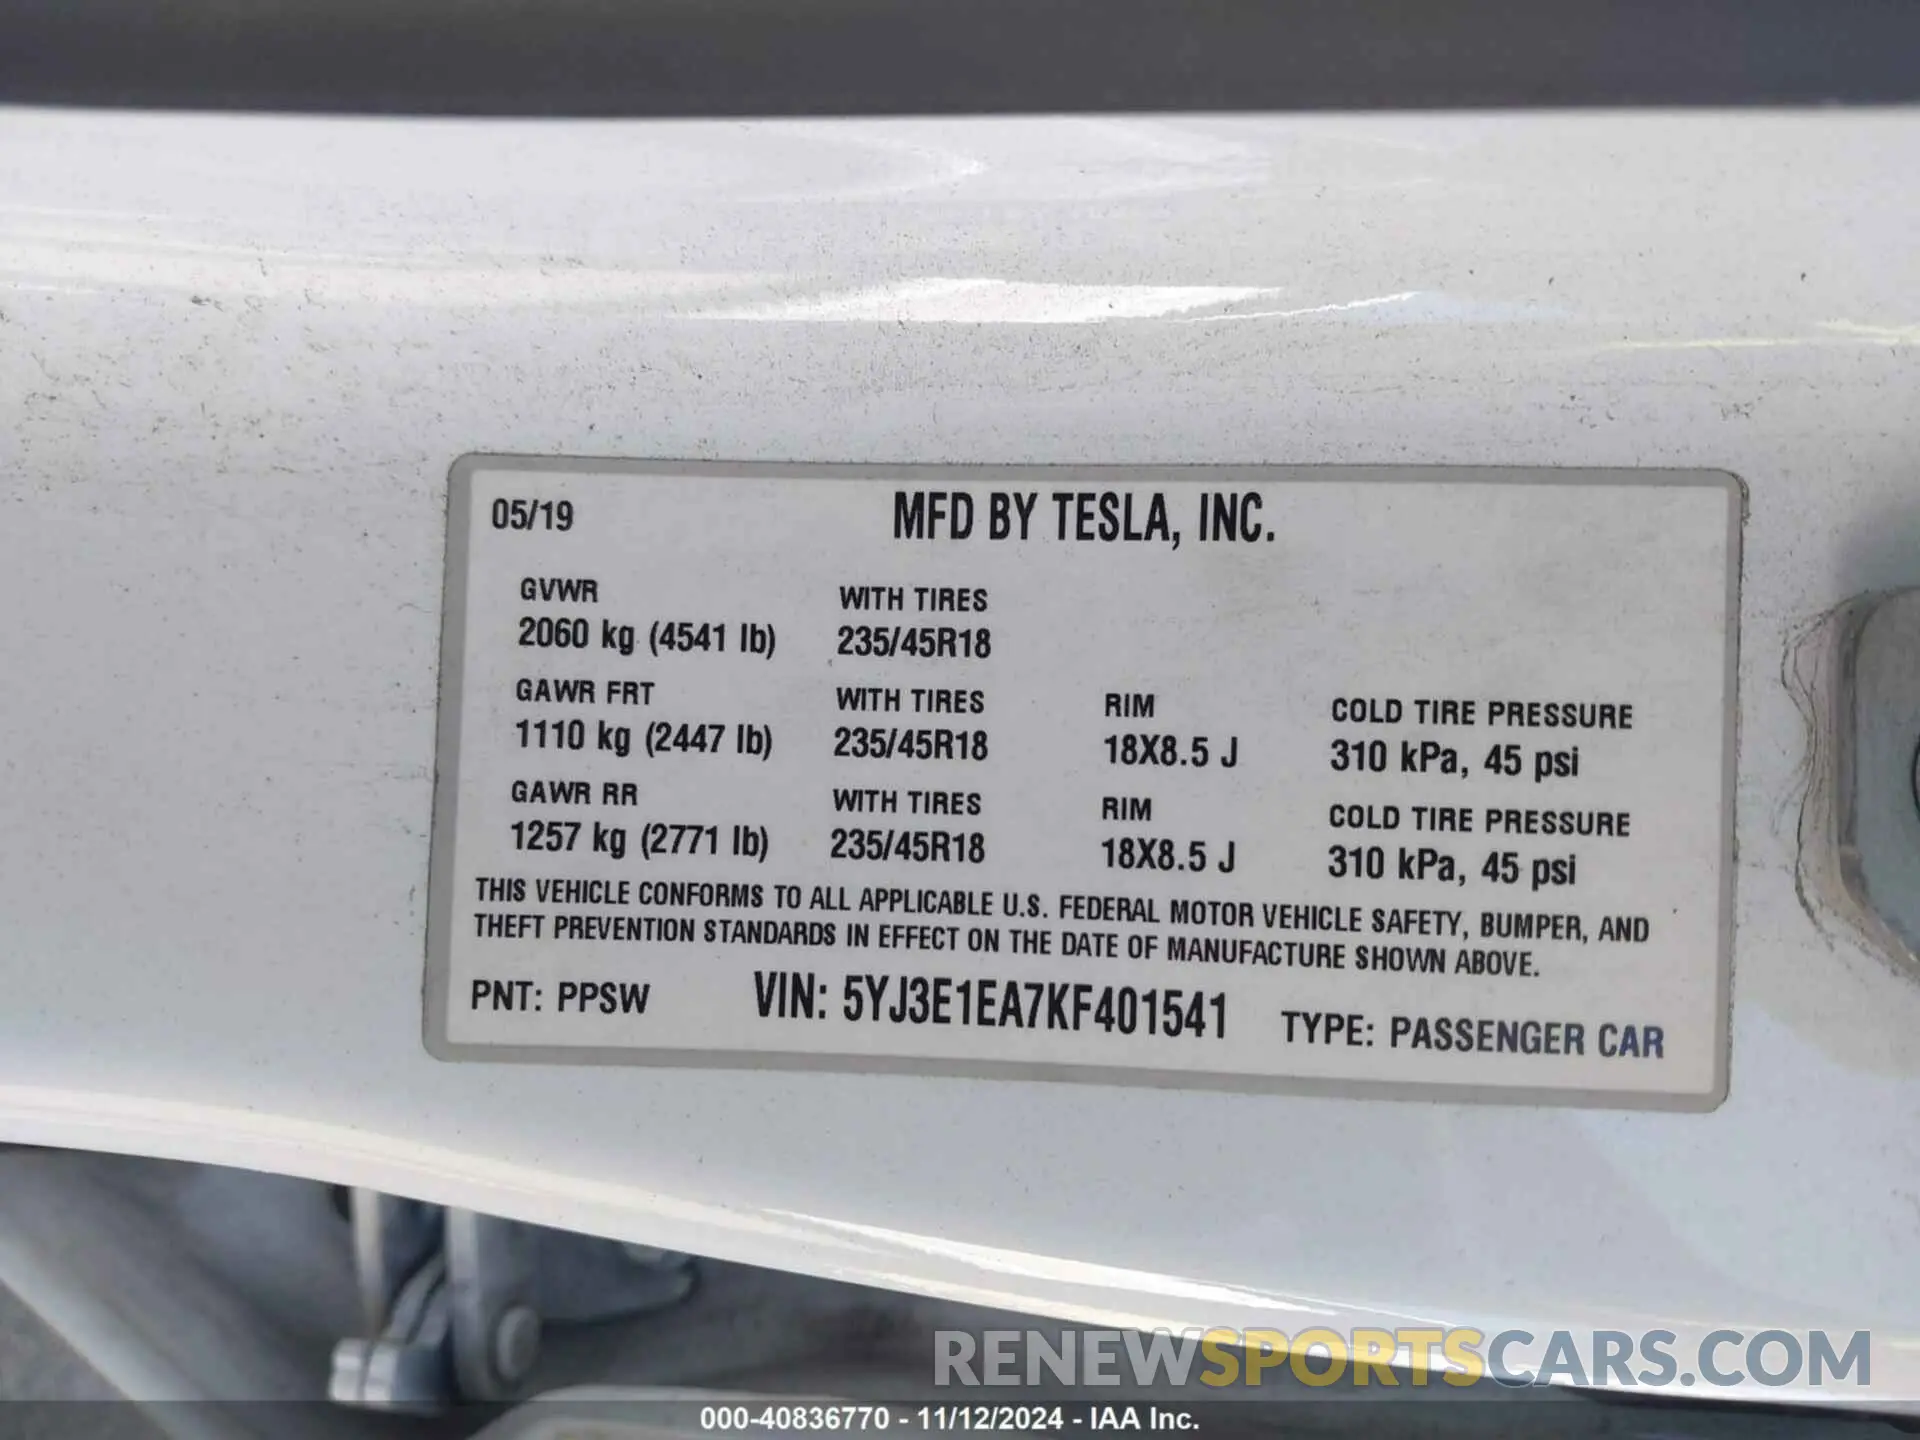 05/19
MFD BY TESLA, INC.
GVWR
WITH TIRES
2060 kg (4541 lb)
235/45R18
GAWR FRT
WITH TIRES
RIM
COLD TIRE PRESSURE
1110 kg (2447 lb)
235/45R18
18X8.5 J
310 kPa, 45 psi
GAWR RR
WITH TIRES
RIM
COLD TIRE PRESSURE
1257 kg (2771 lb)
235/45R18
18X8.5 J
310 kPa, 45 psi
THIS VEHICLE CONFORMS TO ALL APPLICABLE U.S. FEDERAL MOTOR VEHICLE SAFETY, BUMPER, AND
THEFT PREVENTION STANDARDS IN EFFECT ON THE DATE OF MANUFACTURE SHOWN ABOVE.
PNT: PPSW
VIN: 5YJ3E1EA7KF401541
TYPE: PASSENGER CAR
RENEWSPORTSCARS.COM
000-40836770 - 11/12/2024 - IAA Inc.